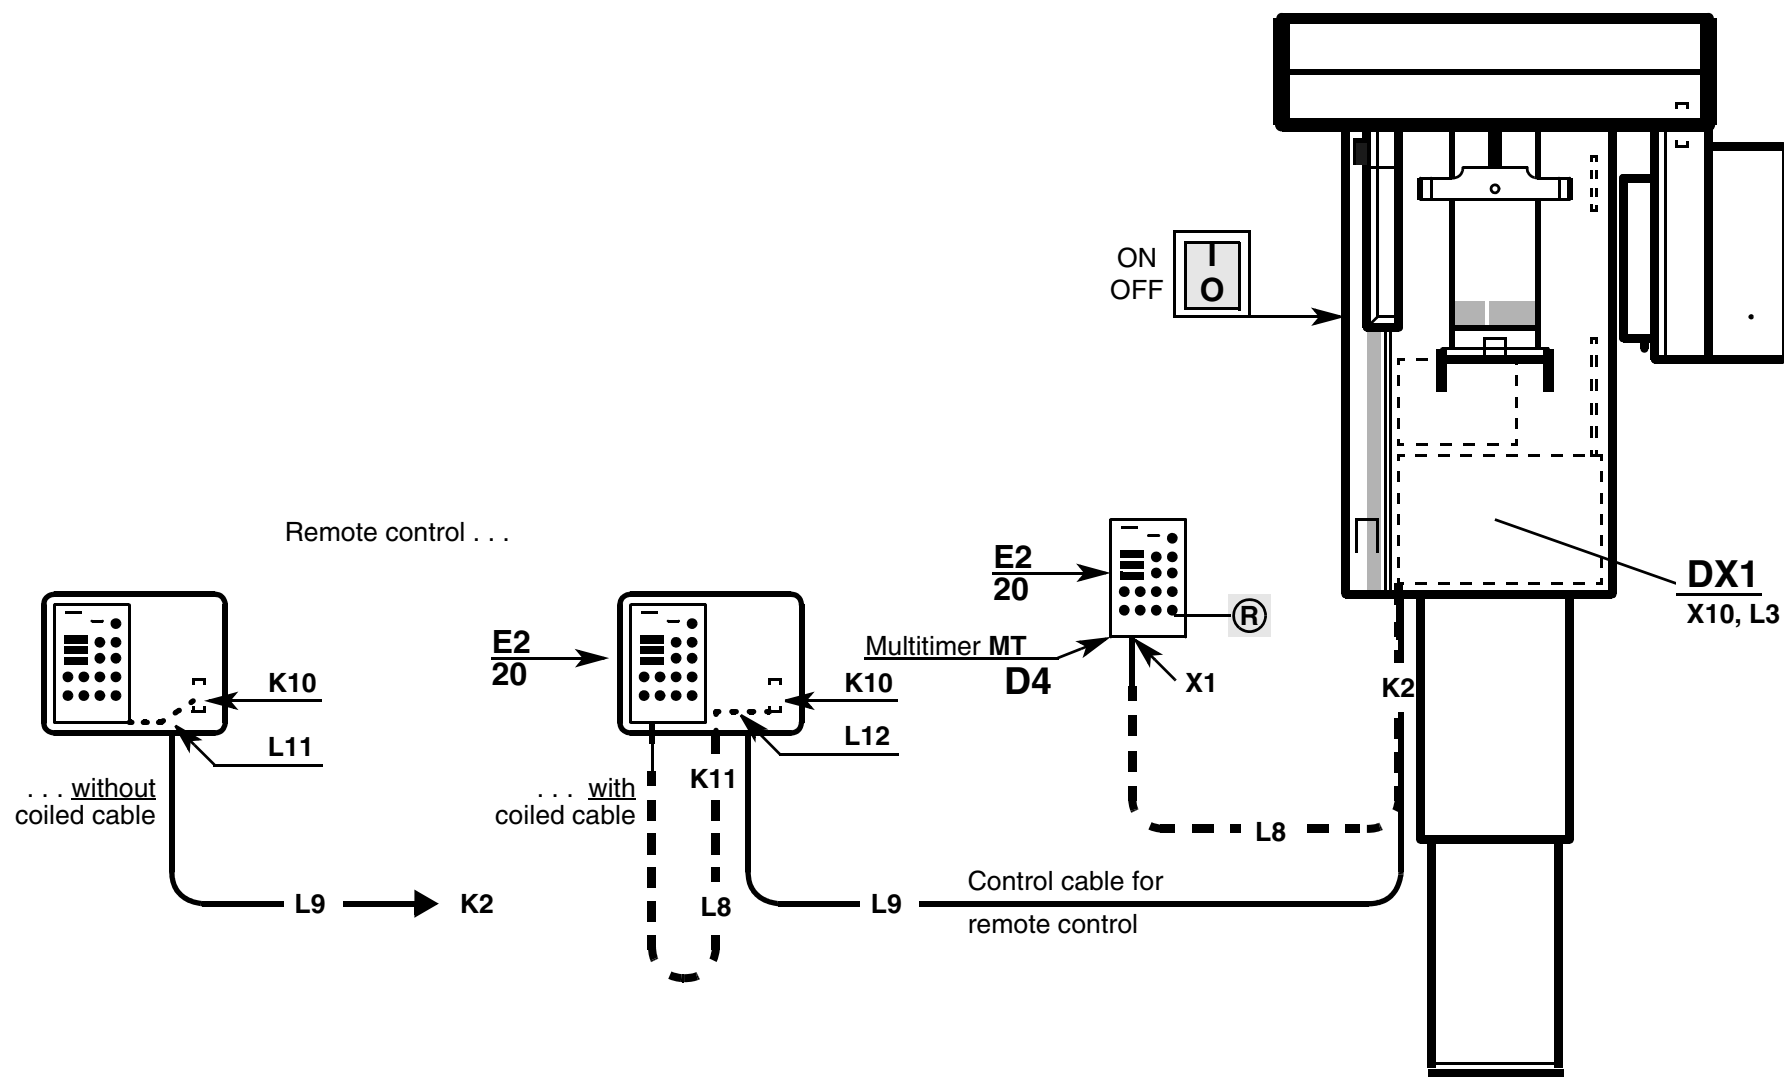 ON
OFF
I
O
Remote control . . .
E2
20
R
Multitimer MT
D4
X1
DX1
X10, L3
K2
E2
20
K10
L11
K10
L12
K11
. . . without
coiled cable
. . . with
coiled cable
L8
L9
K2
L8
L9
Control cable for
remote control